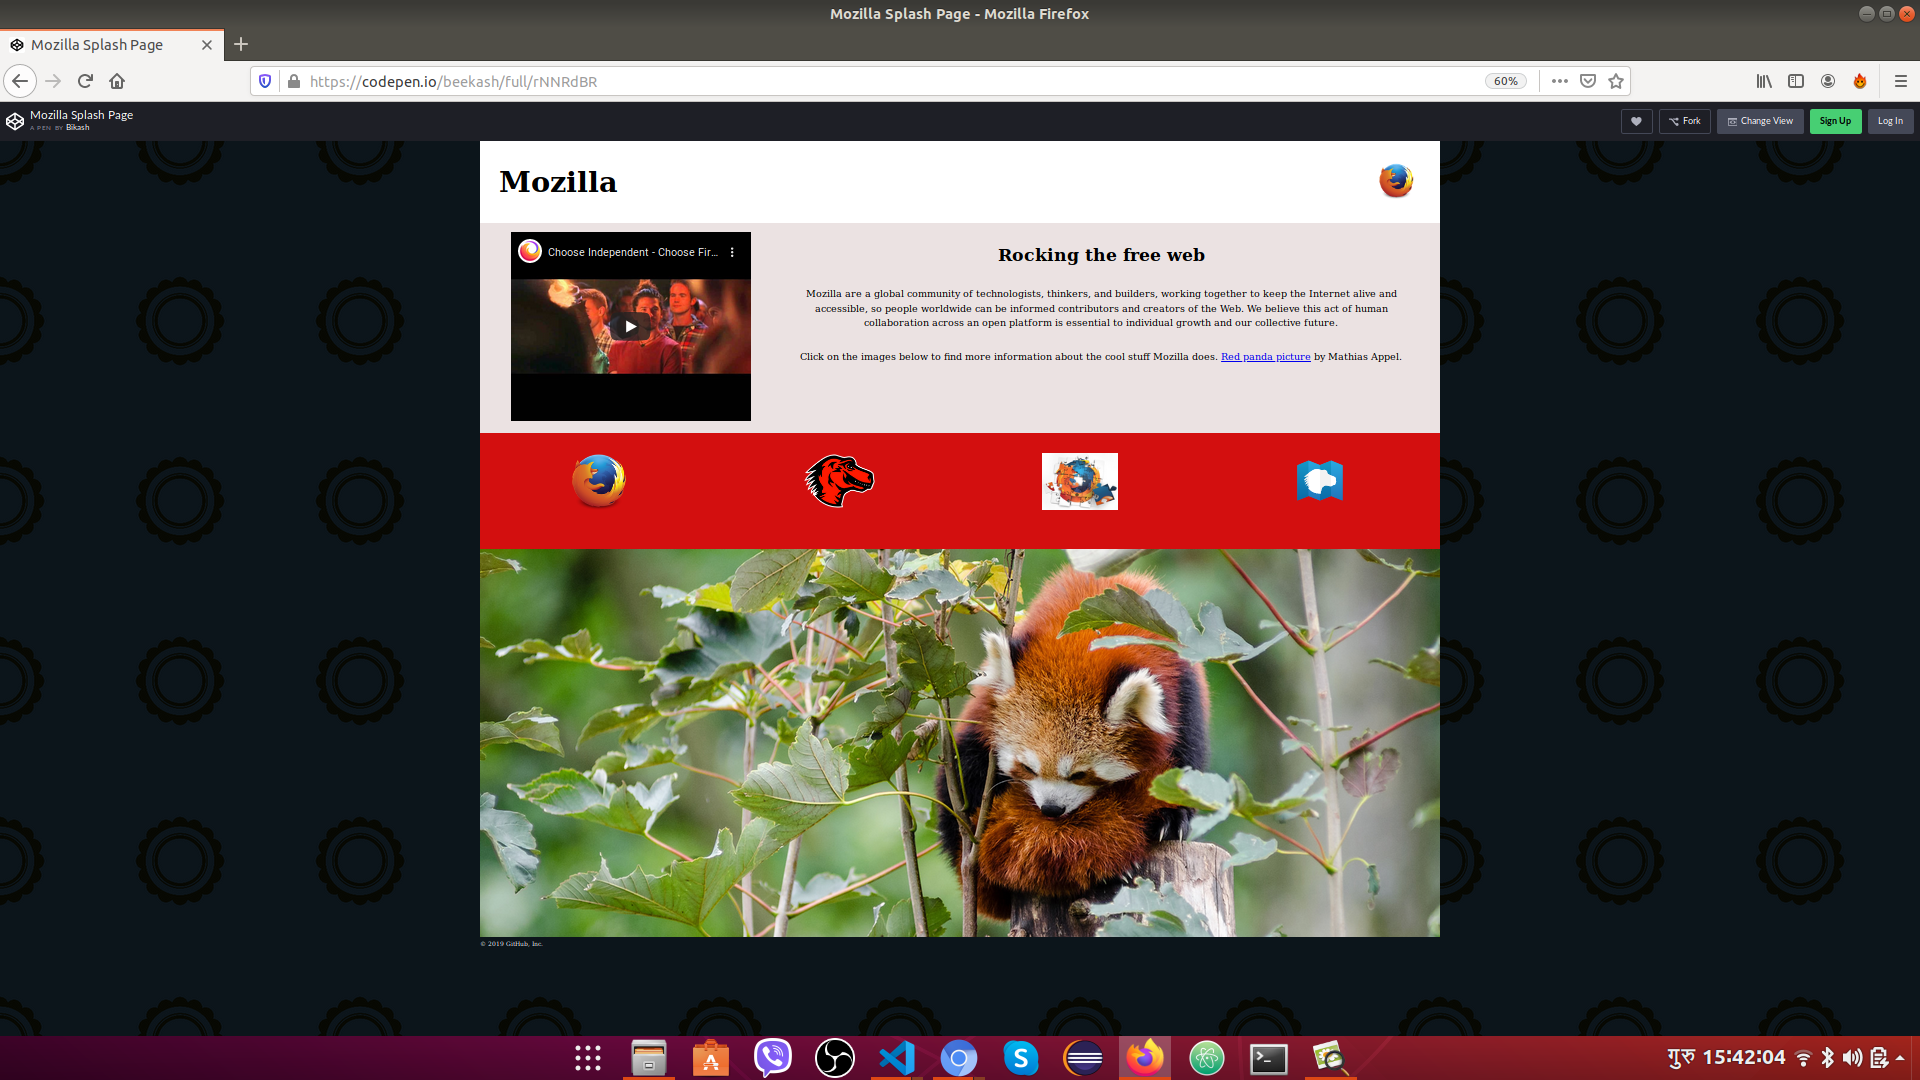 Mozilla Splash Page - Mozilla Firefox
Mozilla Splash Page
https://codepen.io/beekash/full/rNNRdBR
60%
Mozilla Splash Page
A PEN BY Bikash
Fork
Change View
Sign Up
Log In
Mozilla
Choose Independent - Choose Fir...
Rocking the free web
Mozilla are a global community of technologists, thinkers, and builders, working together to keep the Internet alive and
accessible, so people worldwide can be informed contributors and creators of the Web. We believe this act of human
collaboration across an open platform is essential to individual growth and our collective future.
Click on the images below to find more information about the cool stuff Mozilla does. Red panda picture by Mathias Appel.
© 2019 GitHub, Inc.
गुरु 15:42:04